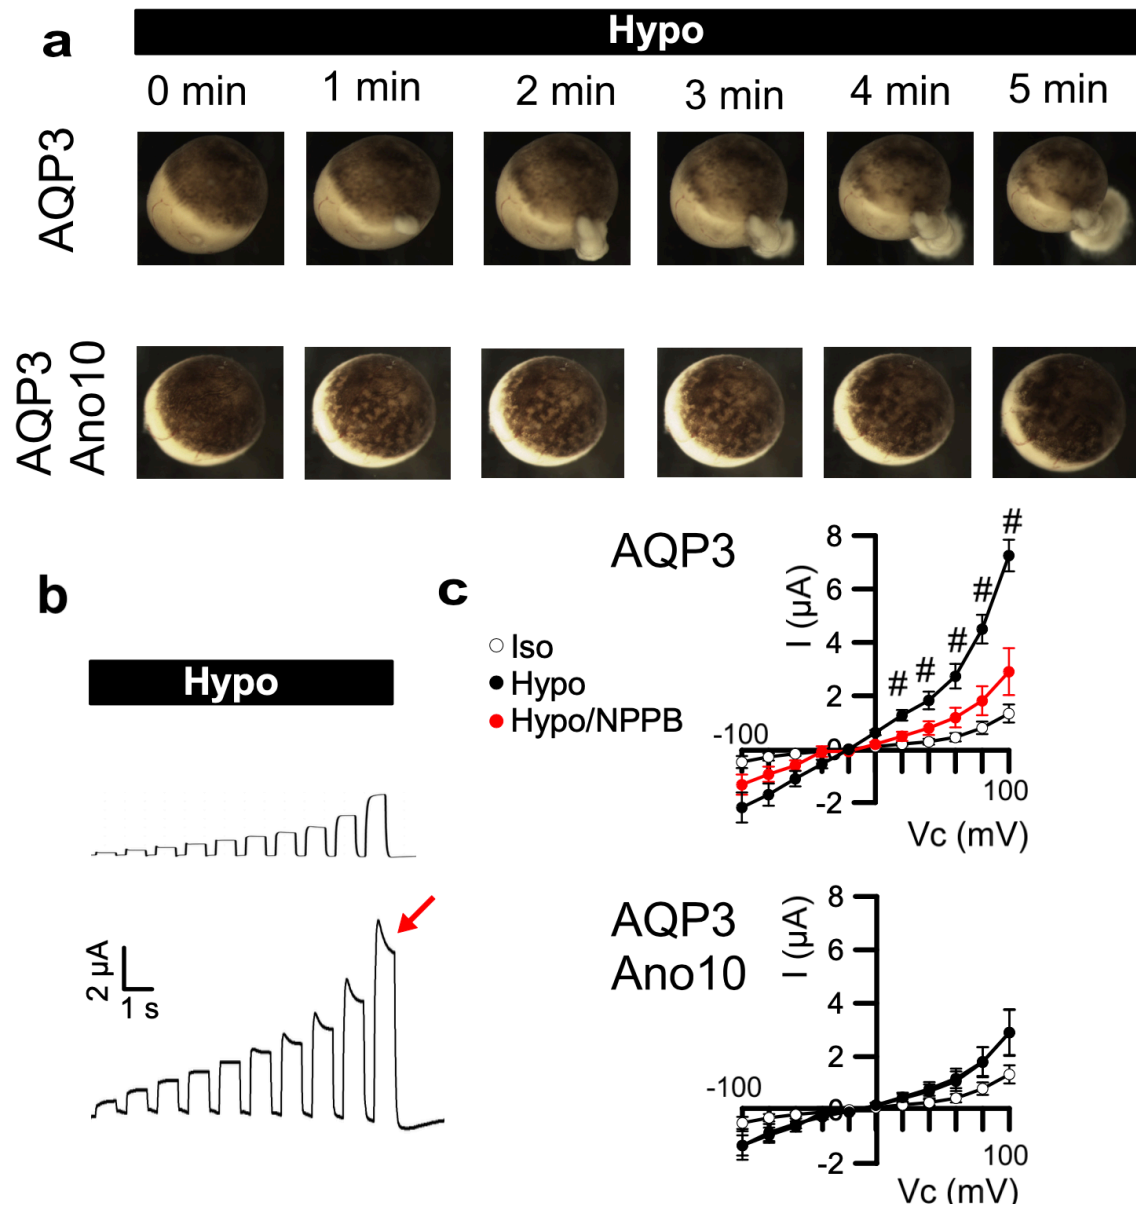 a
Hypo
0 min
1 min
2 min
3 min
4 min
5 min
AQP3
AQP3
Ano10
b
Hypo
2 µA
1 s
c
AQP3
Iso
Hypo
Hypo/NPPB
I (µA)
8
6
4
2
0
-2
-100
100
Vc (mV)
# # # # #
AQP3
Ano10
I (µA)
8
6
4
2
0
-2
-100
100
Vc (mV)